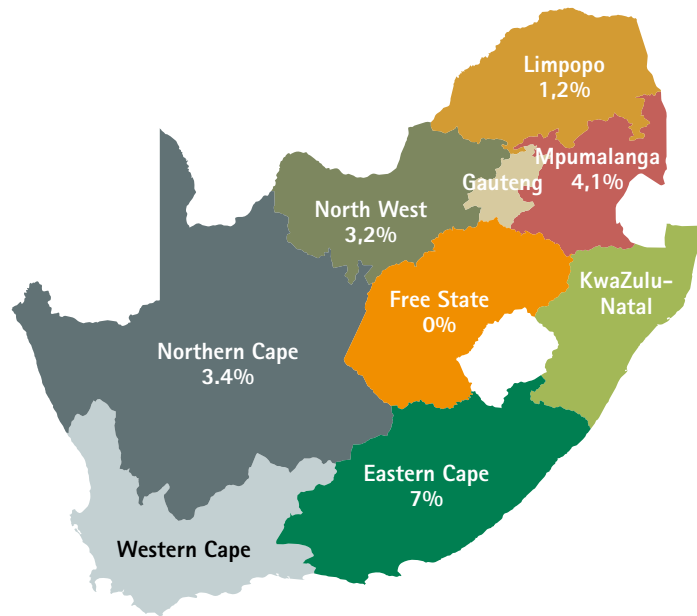 Limpopo
1,2%
Mpumalanga
4,1%
Gauteng
North West
3,2%
KwaZulu-
Natal
Free State
0%
Northern Cape
3.4%
Eastern Cape
7%
Western Cape